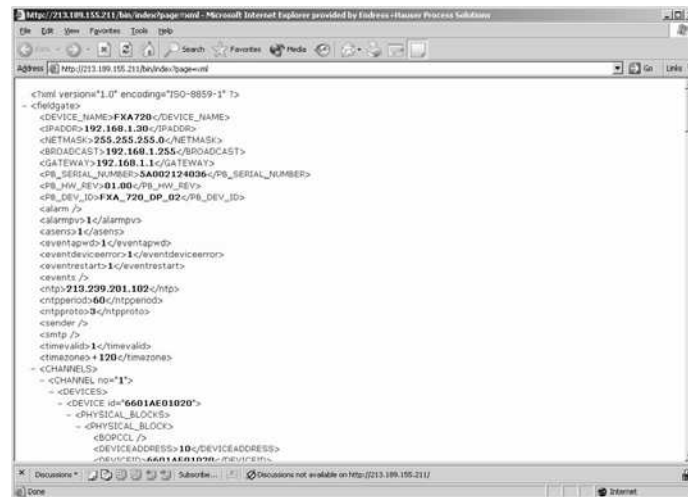 http://213.189.155.211/bin/index?page=xml - Microsoft Internet Explorer provided by Endress+Hauser Process Solutions
File Edit View Favorites Tools Help
Search Favorites Media
Address http://213.189.155.211/bin/index?page=xml Go Links
<?xml version="1.0" encoding="ISO-8859-1" ?>
- <fieldgate>
<DEVICE_NAME>FXA720</DEVICE_NAME>
<IPADDR>192.168.1.30</IPADDR>
<NETMASK>255.255.255.0</NETMASK>
<BROADCAST>192.168.1.255</BROADCAST>
<GATEWAY>192.168.1.1</GATEWAY>
<PB_SERIAL_NUMBER>5A002124036</PB_SERIAL_NUMBER>
<PB_HW_REV>01.00</PB_HW_REV>
<PB_DEV_ID>FXA_720_DP_02</PB_DEV_ID>
<alarm />
<alarmpv>1</alarmpv>
<asens>1</asens>
<eventapwd>1</eventapwd>
<eventdeviceerror>1</eventdeviceerror>
<eventrestart>1</eventrestart>
<events />
<ntp>213.239.201.102</ntp>
<ntpperiod>60</ntpperiod>
<ntpproto>3</ntpproto>
<sender />
<smtp />
<timevalid>1</timevalid>
<timezone>+120</timezone>
- <CHANNELS>
- <CHANNEL no="1">
- <DEVICES>
- <DEVICE id="6601AE01020">
- <PHYSICAL_BLOCKS>
- <PHYSICAL_BLOCK>
<BOPCCL />
<DEVICEADDRESS>10</DEVICEADDRESS>
<DEVICEID>6601AE01020</DEVICEID>
Discussions Subscribe... Discussions not available on http://213.189.155.211/
Done Internet